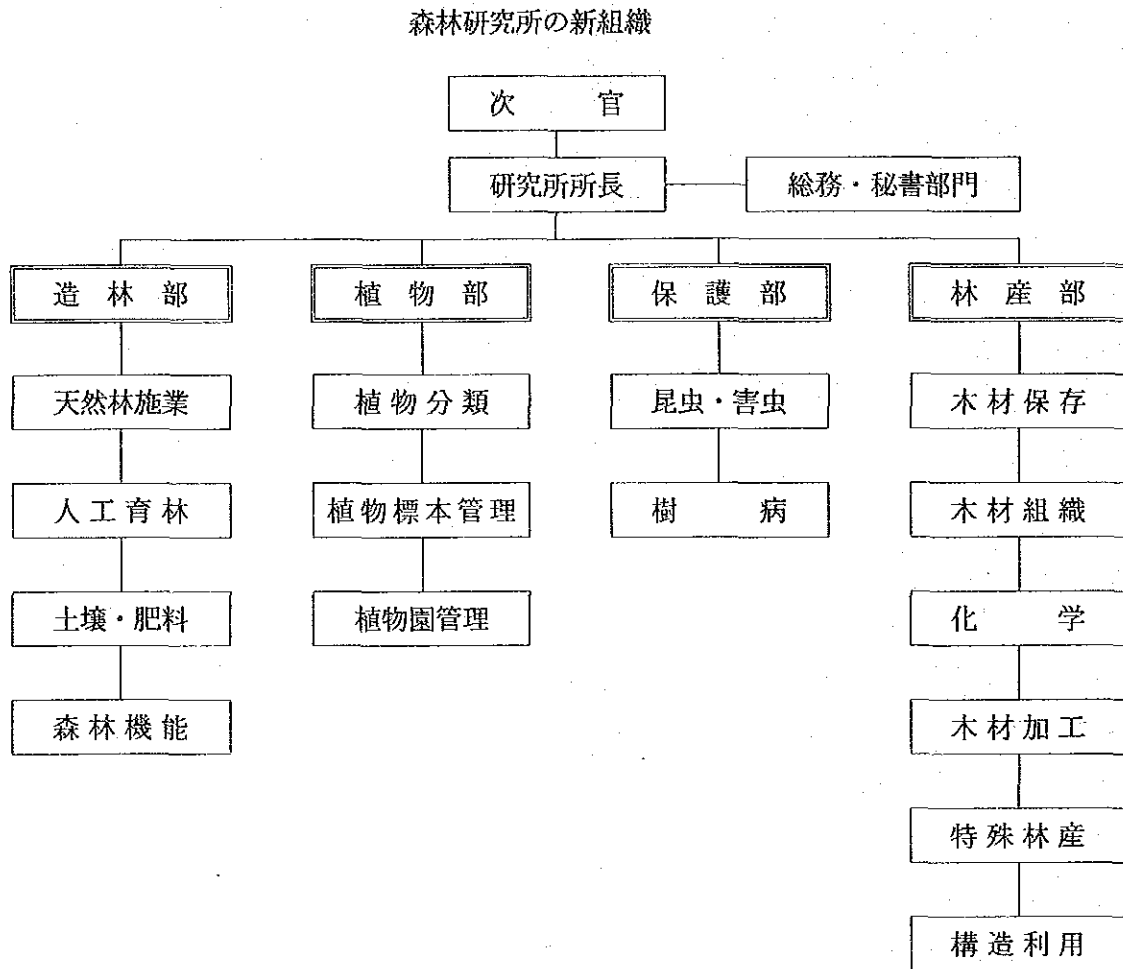 森林研究所の新組織
次官
研究所所長
総務・秘書部門
造林部
植物部
保護部
林産部
天然林施業
植物分類
昆虫・害虫
木材保存
人工育林
植物標本管理
樹病
木材組織
土壌・肥料
植物園管理
化学
森林機能
木材加工
特殊林産
構造利用